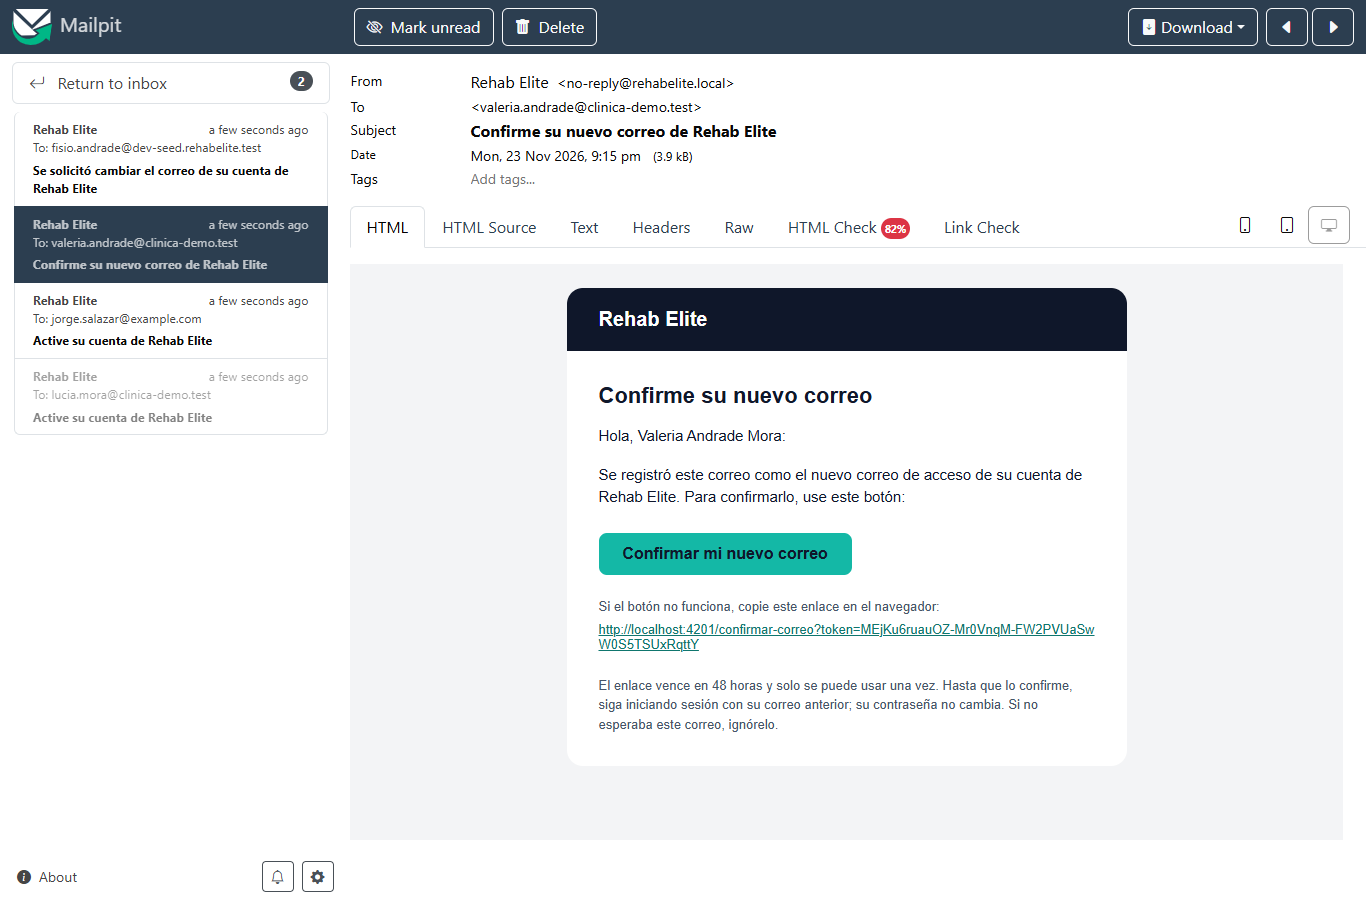 Mailpit
Mark unread
Delete
Download
Return to inbox
2
Rehab Elite
a few seconds ago
To: fisio.andrade@dev-seed.rehabelite.test
Se solicitó cambiar el correo de su cuenta de
Rehab Elite
Rehab Elite
a few seconds ago
To: valeria.andrade@clinica-demo.test
Confirme su nuevo correo de Rehab Elite
Rehab Elite
a few seconds ago
To: jorge.salazar@example.com
Active su cuenta de Rehab Elite
Rehab Elite
a few seconds ago
To: lucia.mora@clinica-demo.test
Active su cuenta de Rehab Elite
About
From
Rehab Elite <no-reply@rehabelite.local>
To
<valeria.andrade@clinica-demo.test>
Subject
Confirme su nuevo correo de Rehab Elite
Date
Mon, 23 Nov 2026, 9:15 pm (3.9 kB)
Tags
Add tags...
HTML
HTML Source
Text
Headers
Raw
HTML Check 82%
Link Check
Rehab Elite
Confirme su nuevo correo
Hola, Valeria Andrade Mora:
Se registró este correo como el nuevo correo de acceso de su cuenta de
Rehab Elite. Para confirmarlo, use este botón:
Confirmar mi nuevo correo
Si el botón no funciona, copie este enlace en el navegador:
http://localhost:4201/confirmar-correo?token=MEjKu6ruauOZ-Mr0VnqM-FW2PVUaSw
W0S5TSUxRqttY
El enlace vence en 48 horas y solo se puede usar una vez. Hasta que lo confirme,
siga iniciando sesión con su correo anterior; su contraseña no cambia. Si no
esperaba este correo, ignórelo.